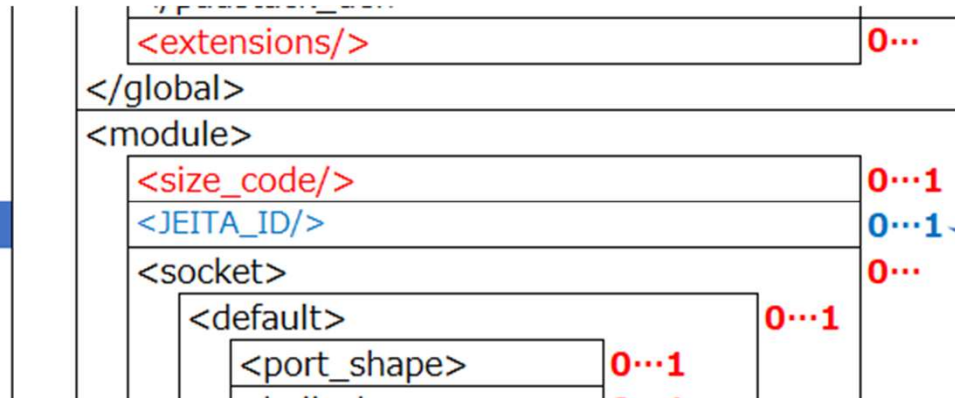 <extensions/> 0…
</global>
<module>
<size_code/> 0…1
<JEITA_ID/> 0…1
<socket> 0…
<default> 0…1
<port_shape> 0…1